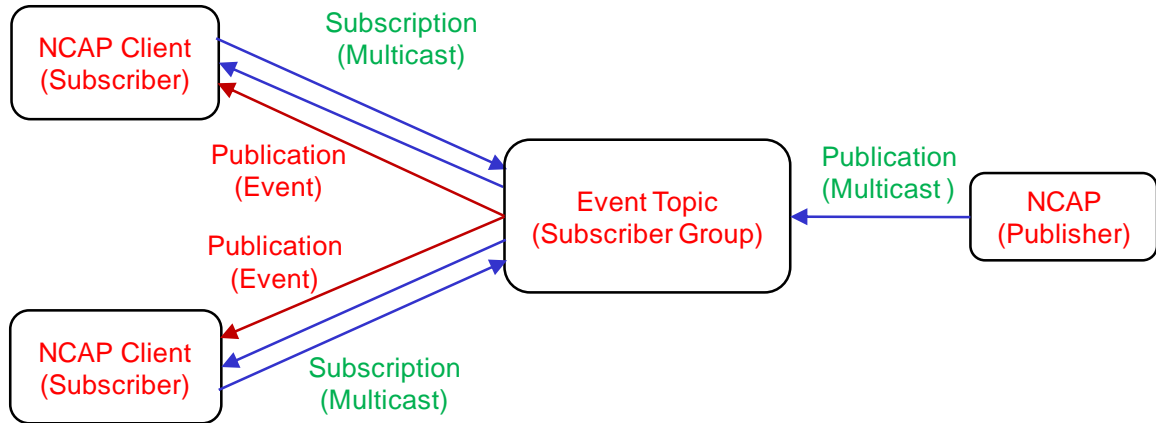 NCAP Client
(Subscriber)
Subscription
(Multicast)
Publication
(Event)
Event Topic
(Subscriber Group)
Publication
(Multicast )
NCAP
(Publisher)
Publication
(Event)
NCAP Client
(Subscriber)
Subscription
(Multicast)